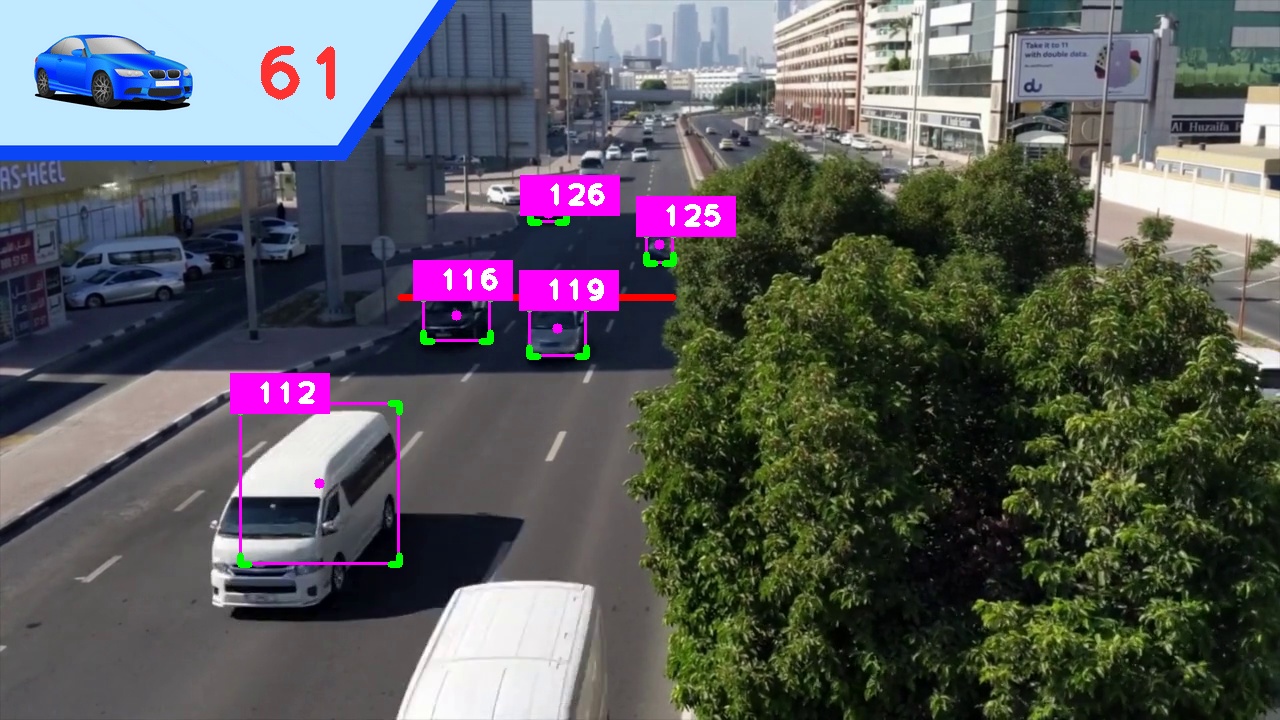 61
AS-HEEL
Take it to 11
with double data.
du
Al Huzaifa
126
125
116
119
112